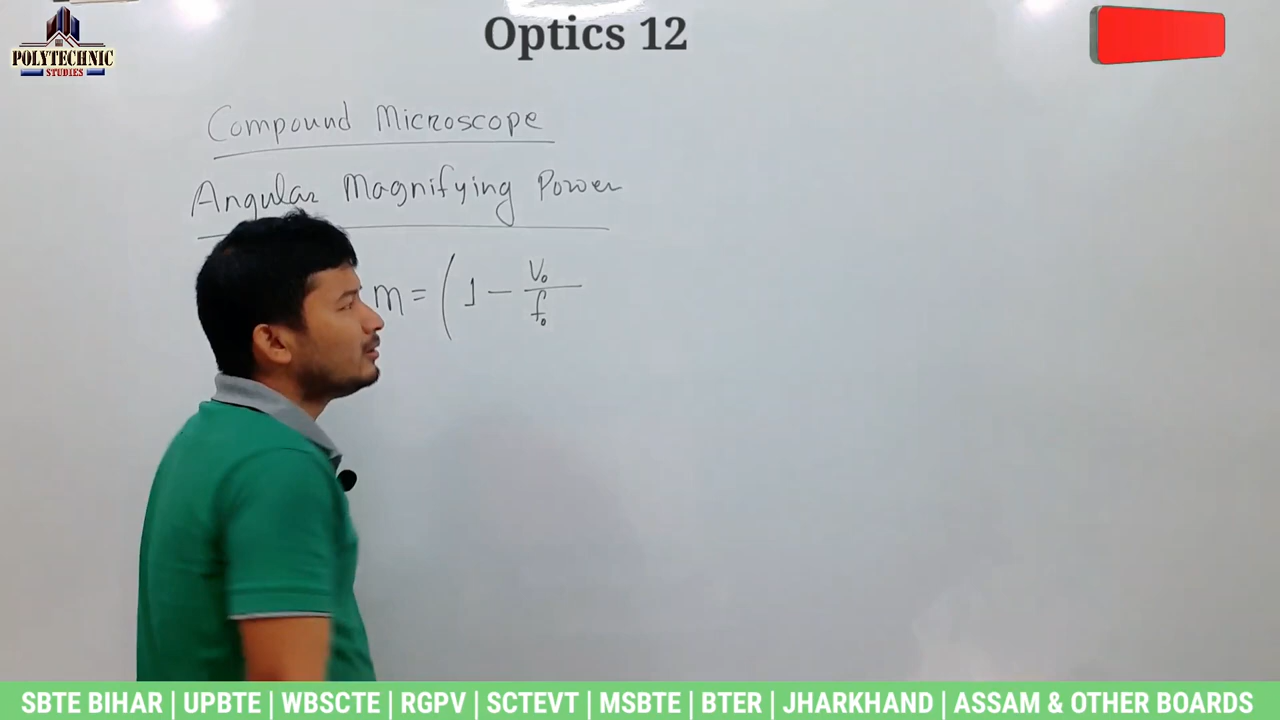 Optics 12
POLYTECHNIC
STUDIES
Compound Microscope
Angular Magnifying Power
m = (1 - V₀/f₀
SBTE BIHAR | UPBTE | WBSCTE | RGPV | SCTEVT | MSBTE | BTER | JHARKHAND | ASSAM & OTHER BOARDS